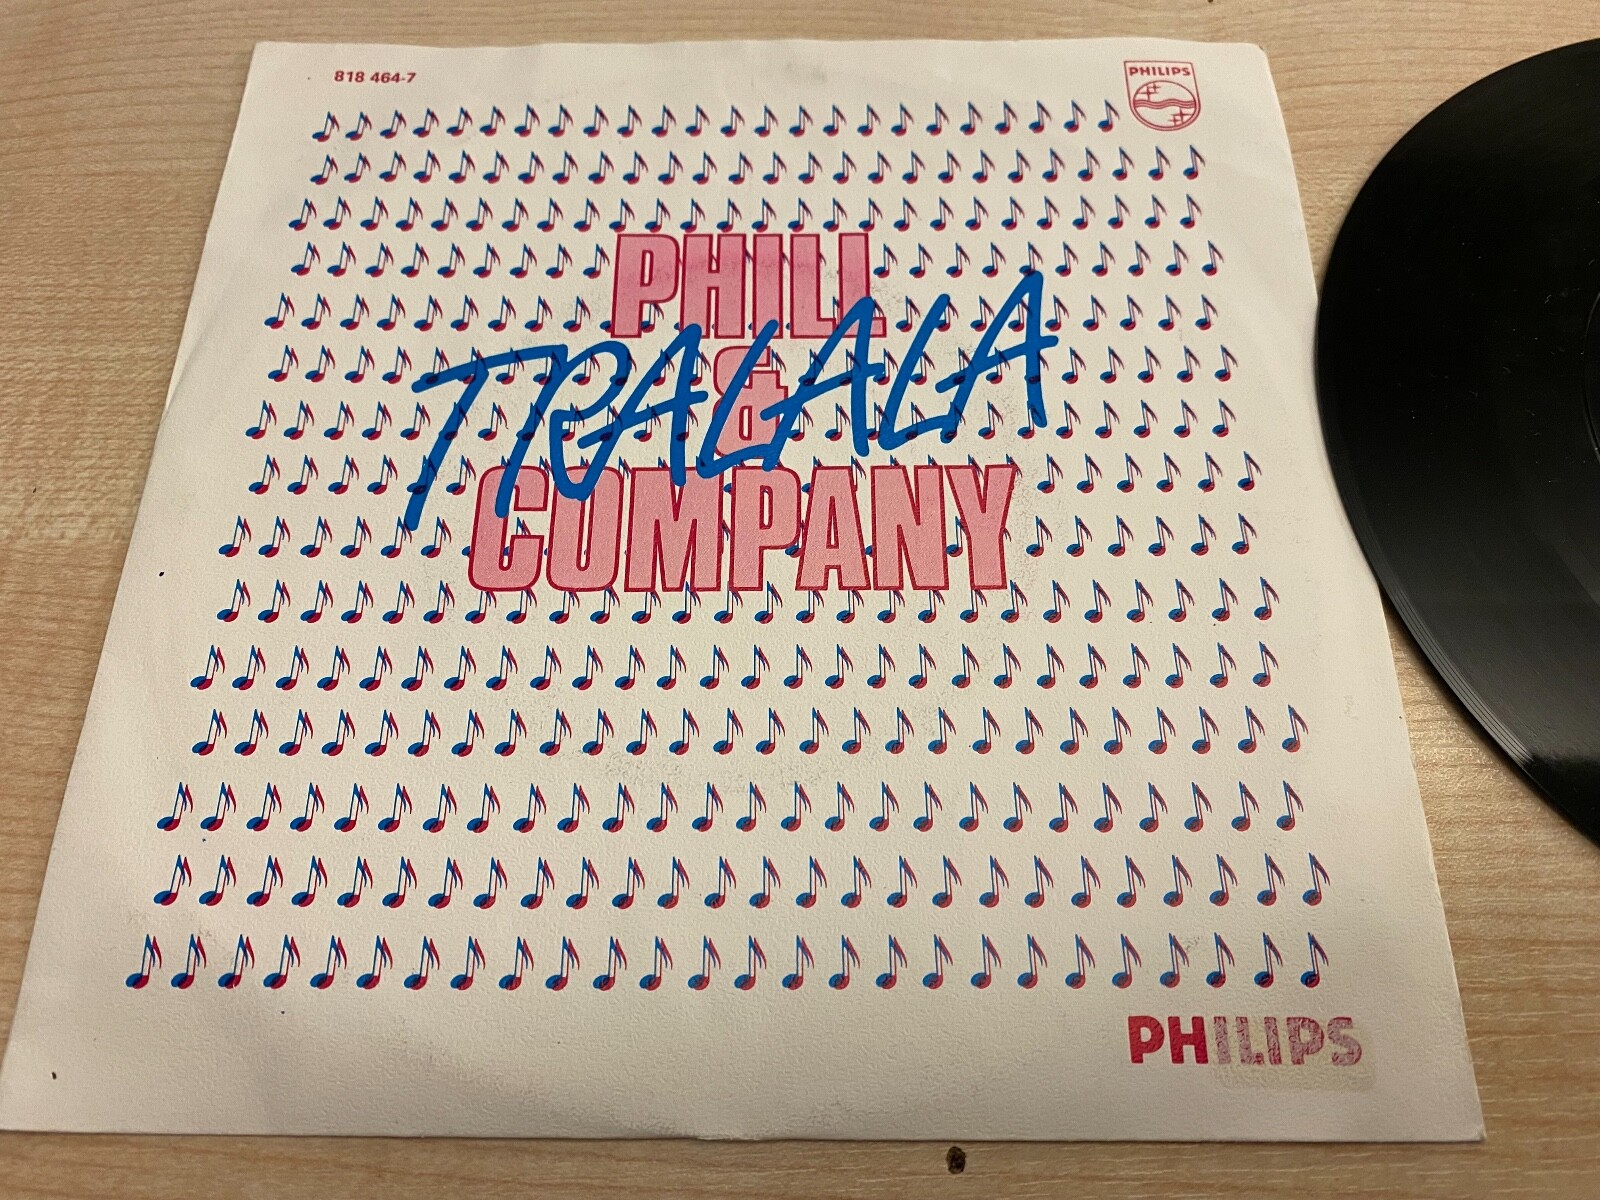 818 464-7
PHILIPS
PHILL
TRALALA
&
COMPANY
PHILIPS